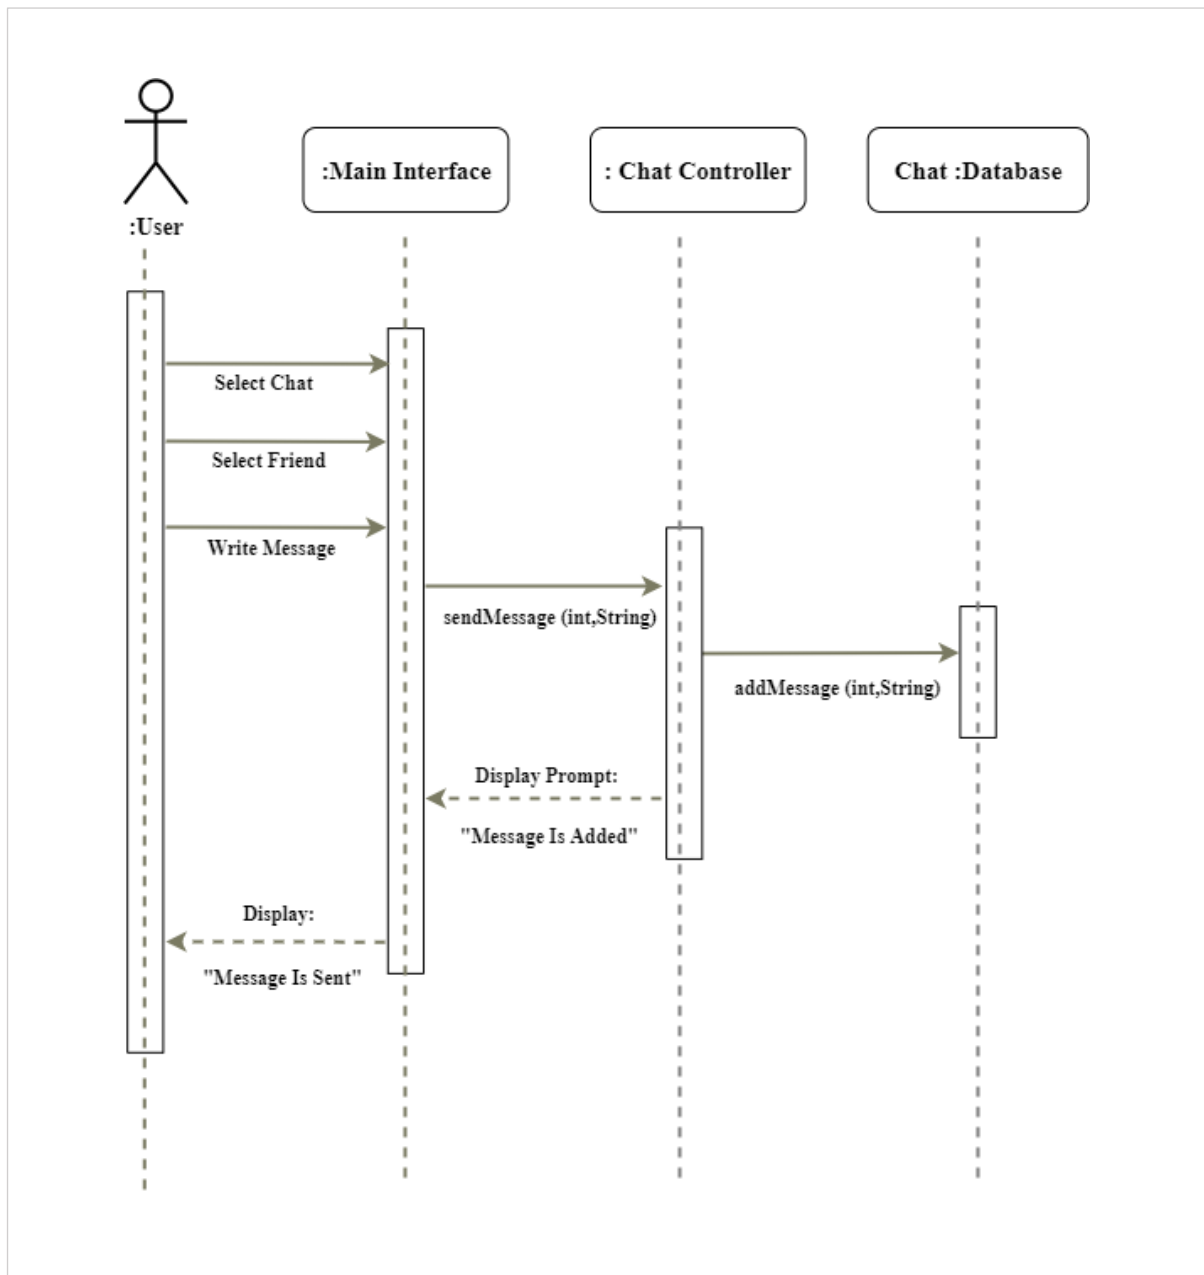 :User
:Main Interface
: Chat Controller
Chat :Database
Select Chat
Select Friend
Write Message
sendMessage (int,String)
addMessage (int,String)
Display Prompt:
"Message Is Added"
Display:
"Message Is Sent"